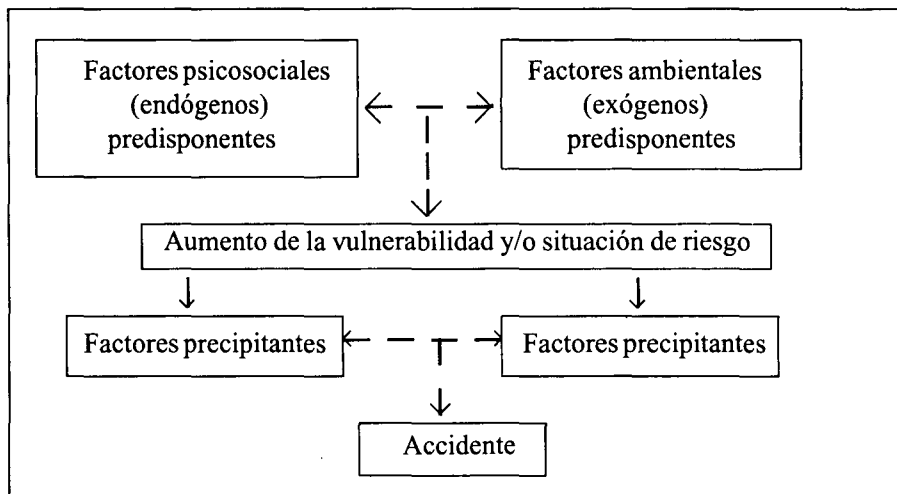 Factores psicosociales
(endógenos)
predisponentes
Factores ambientales
(exógenos)
predisponentes
Aumento de la vulnerabilidad y/o situación de riesgo
Factores precipitantes
Factores precipitantes
Accidente